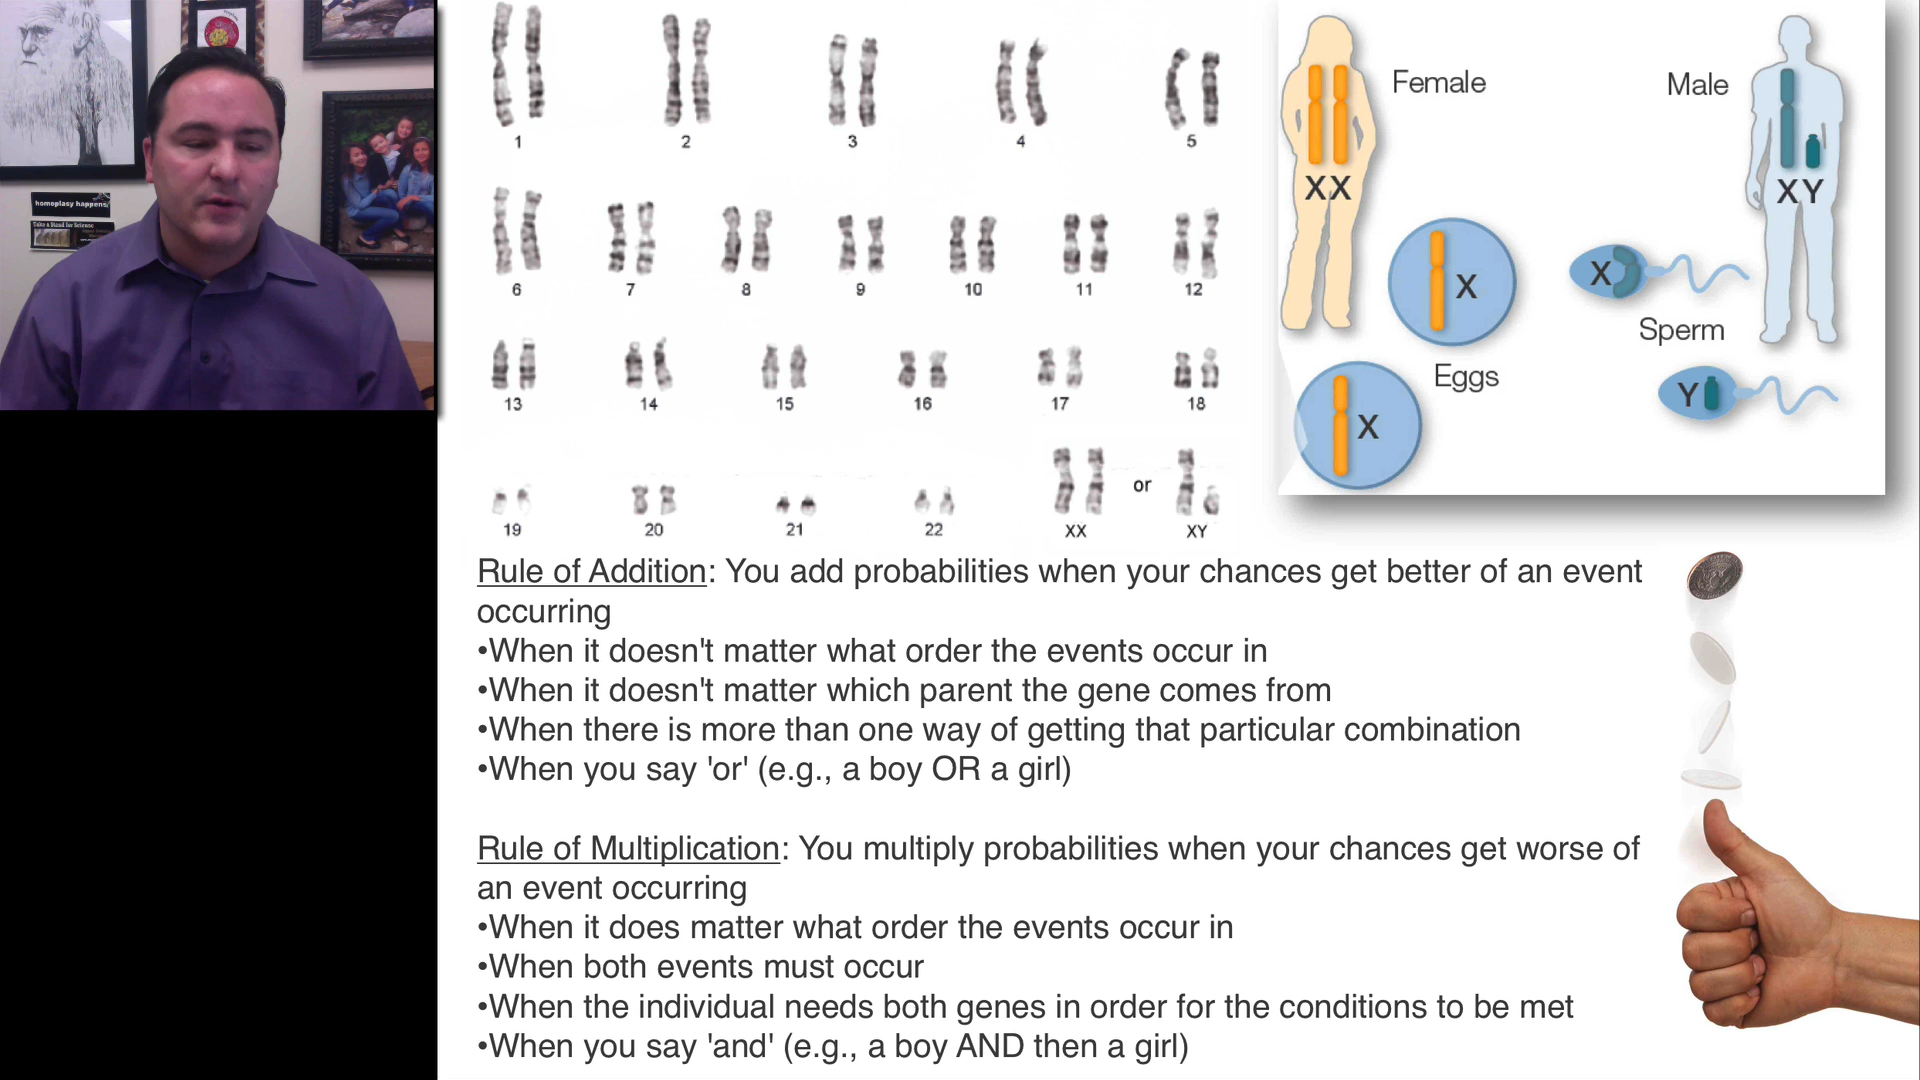 homoplasy happens
Take a Stand for Science
1
2
3
4
5
6
7
8
9
10
11
12
13
14
15
16
17
18
19
20
21
22
or
XX
XY
Female
Male
XX
XY
X
X
Sperm
Eggs
Y
X
Rule of Addition: You add probabilities when your chances get better of an event
occurring
•When it doesn't matter what order the events occur in
•When it doesn't matter which parent the gene comes from
•When there is more than one way of getting that particular combination
•When you say 'or' (e.g., a boy OR a girl)
Rule of Multiplication: You multiply probabilities when your chances get worse of
an event occurring
•When it does matter what order the events occur in
•When both events must occur
•When the individual needs both genes in order for the conditions to be met
•When you say 'and' (e.g., a boy AND then a girl)